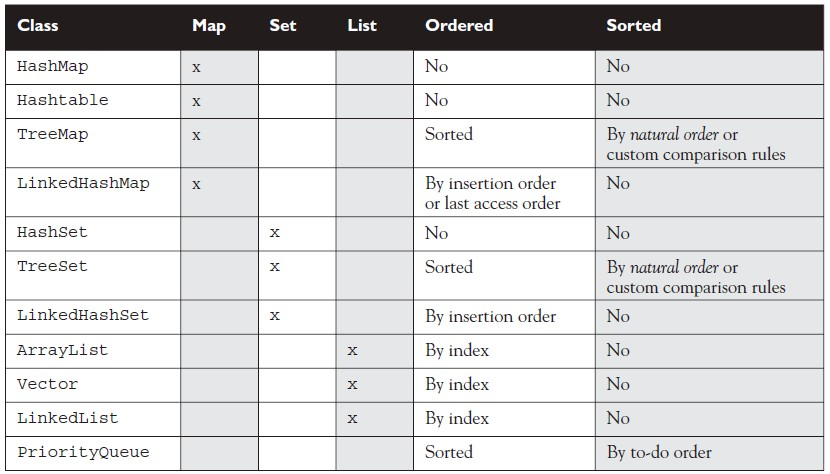 Class Map Set List Ordered Sorted
HashMap x No No
Hashtable x No No
TreeMap x Sorted By natural order or
custom comparison rules
LinkedHashMap x By insertion order No
or last access order
HashSet x No No
TreeSet x Sorted By natural order or
custom comparison rules
LinkedHashSet x By insertion order No
ArrayList x By index No
Vector x By index No
LinkedList x By index No
PriorityQueue Sorted By to-do order